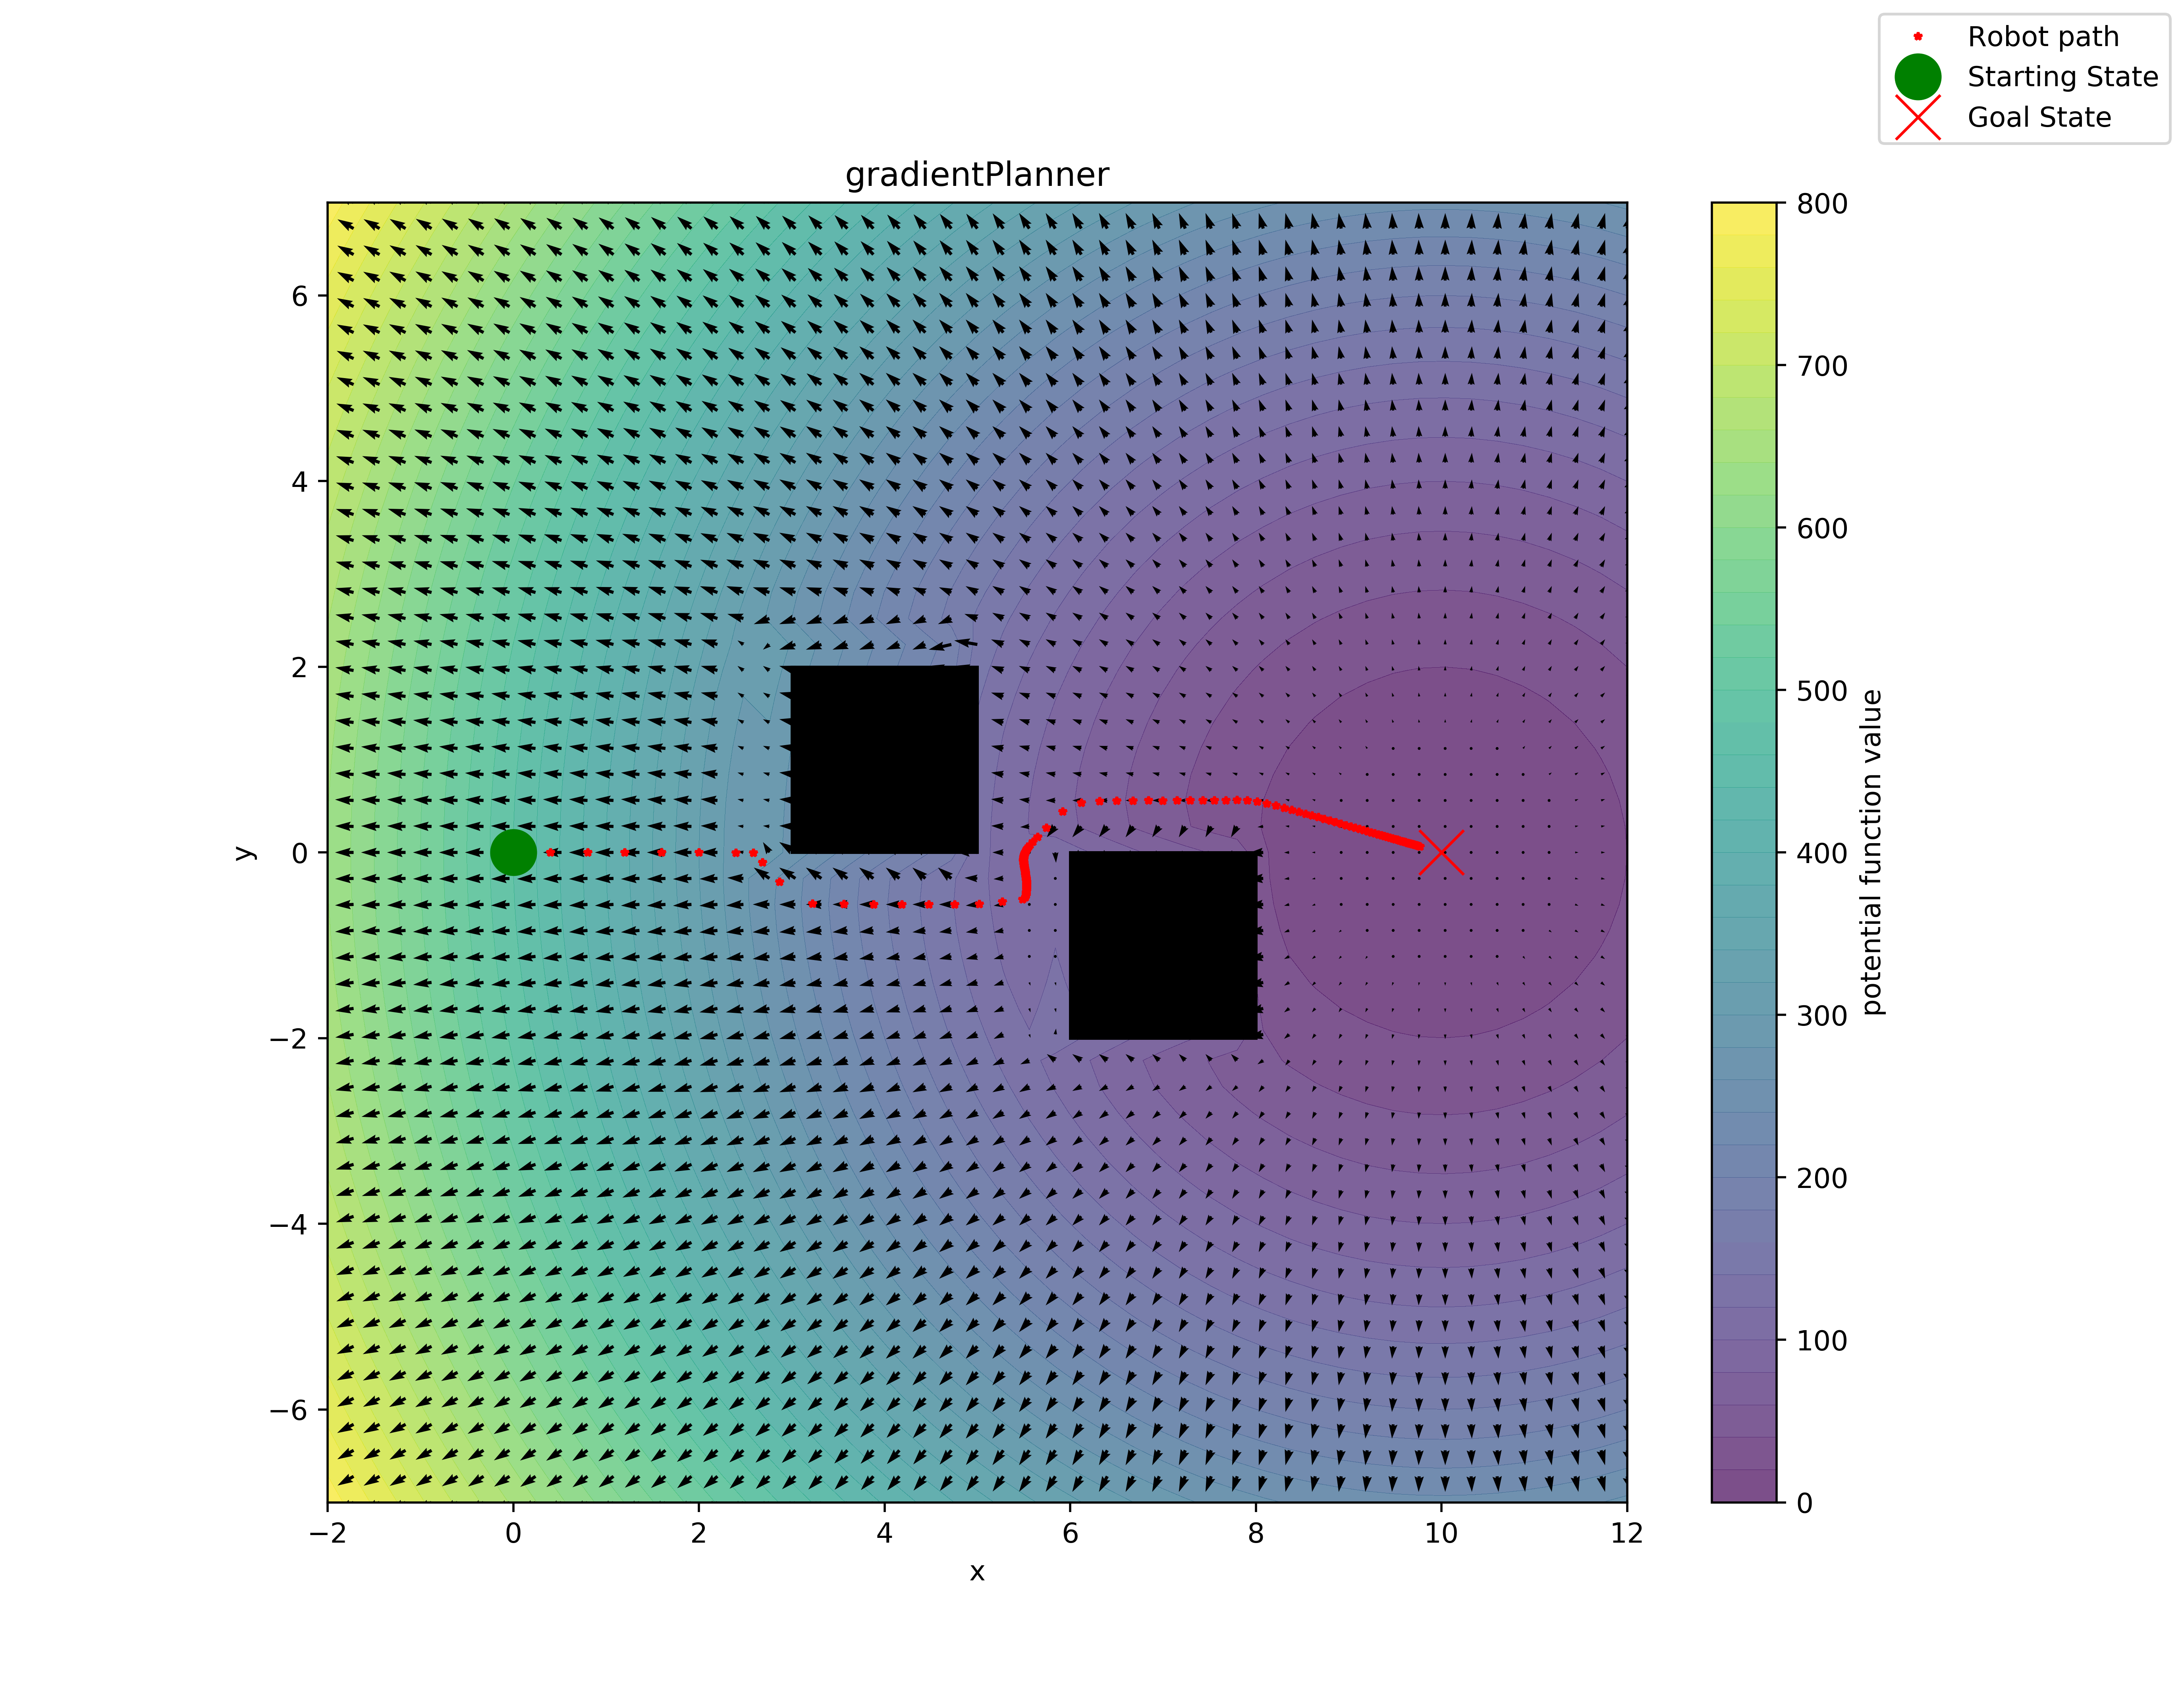 Robot path
Starting State
Goal State
gradientPlanner
800
700
600
500
400
300
200
100
0
potential function value
6
4
2
0
−2
−4
−6
y
−2 0 2 4 6 8 10 12
x